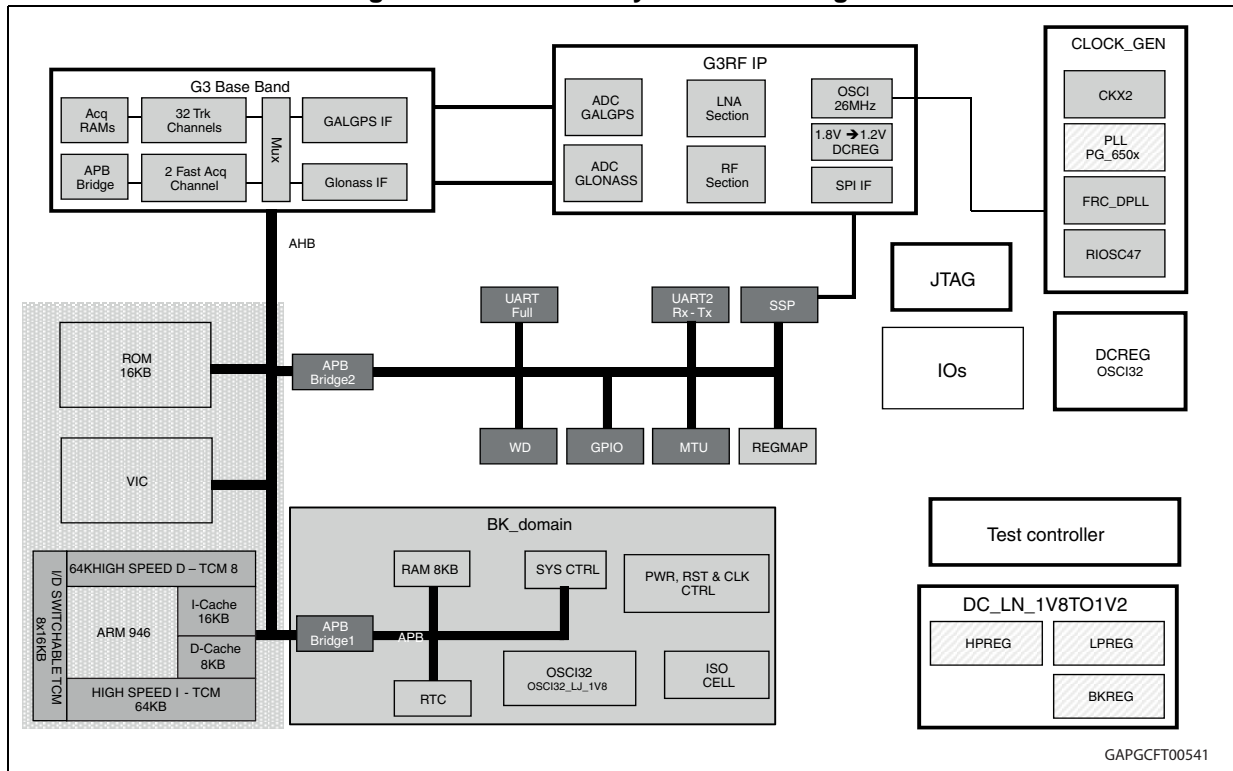 G3 Base Band
Acq
RAMs
32 Trk
Channels
Mux
GALGPS IF
APB
Bridge
2 Fast Acq
Channel
Glonass IF
G3RF IP
ADC
GALGPS
LNA
Section
OSCI
26MHz
1.8V ➔1.2V
DCREG
ADC
GLONASS
RF
Section
SPI IF
CLOCK_GEN
CKX2
PLL
PG_650x
FRC_DPLL
RIOSC47
AHB
UART
Full
UART2
Rx - Tx
SSP
JTAG
ROM
16KB
APB
Bridge2
IOs
DCREG
OSCI32
WD
GPIO
MTU
REGMAP
VIC
BK_domain
RAM 8KB
SYS CTRL
PWR, RST & CLK
CTRL
Test controller
I/D SWITCHABLE TCM
8x16KB
64KHIGH SPEED D – TCM 8
ARM 946
I-Cache
16KB
D-Cache
8KB
HIGH SPEED I - TCM
64KB
APB
Bridge1
APB
RTC
OSCI32
OSCI32_LJ_1V8
ISO
CELL
DC_LN_1V8TO1V2
HPREG
LPREG
BKREG
GAPGCFT00541